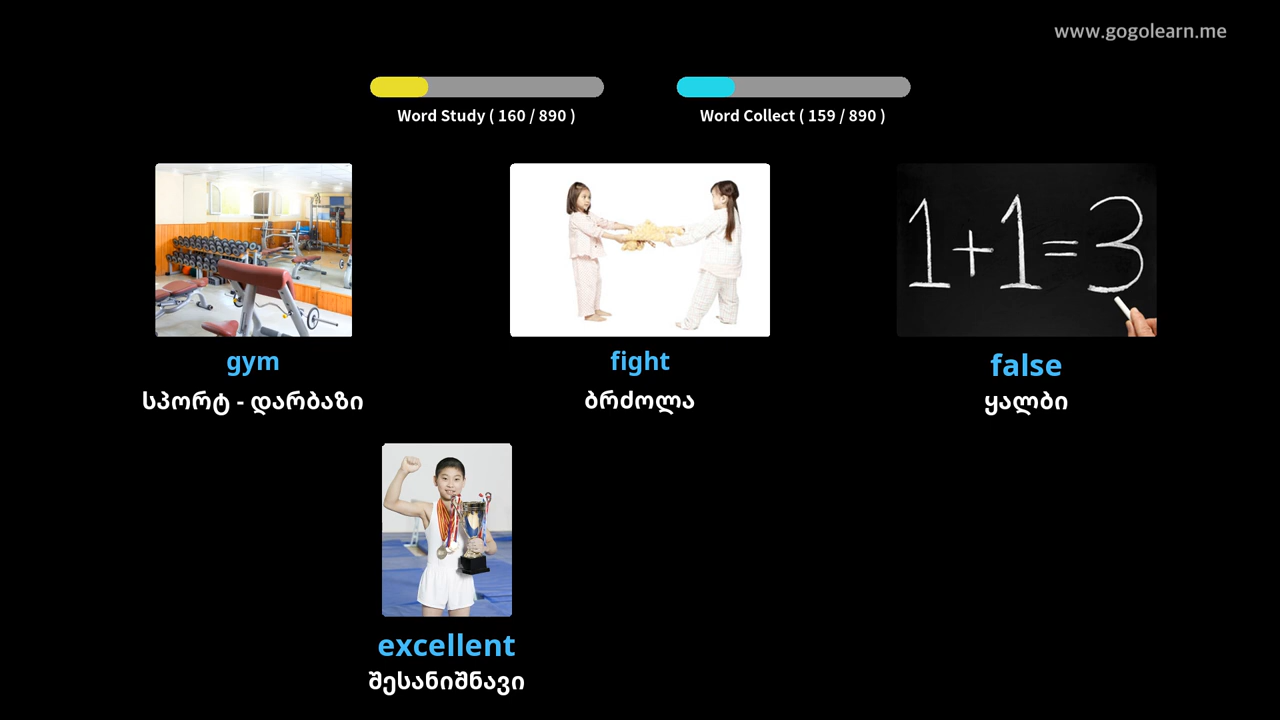 www.gogolearn.me
Word Study ( 160 / 890 )
Word Collect ( 159 / 890 )
1+1=3
gym
fight
false
სპორტ - დარბაზი
ბრძოლა
ყალბი
excellent
შესანიშნავი